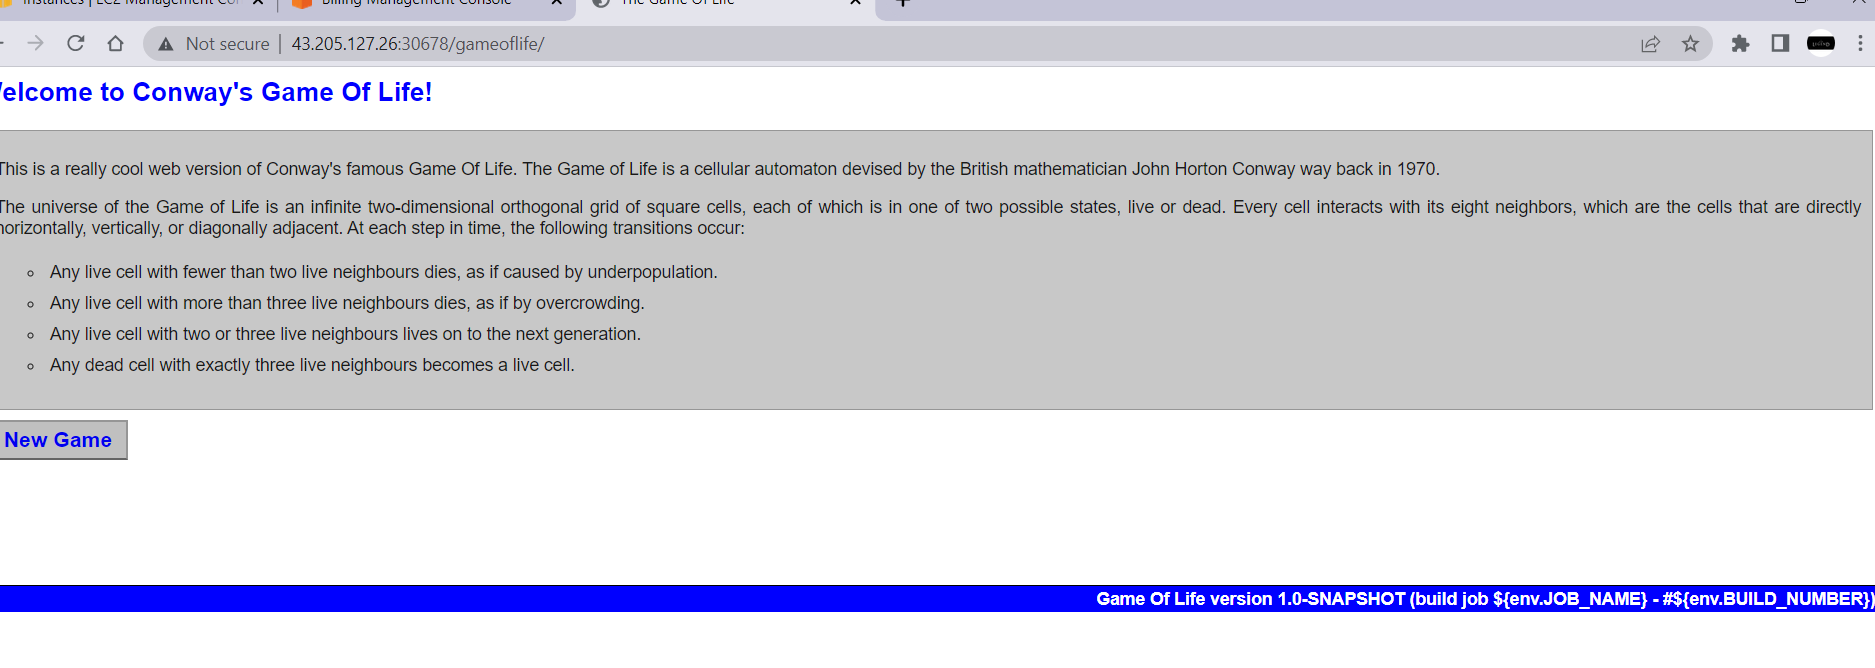 Instances | EC2 Management Co
Billing Management Console
The Game Of Life
Not secure | 43.205.127.26:30678/gameoflife/
elcome to Conway's Game Of Life!
This is a really cool web version of Conway's famous Game Of Life. The Game of Life is a cellular automaton devised by the British mathematician John Horton Conway way back in 1970.
The universe of the Game of Life is an infinite two-dimensional orthogonal grid of square cells, each of which is in one of two possible states, live or dead. Every cell interacts with its eight neighbors, which are the cells that are directly
horizontally, vertically, or diagonally adjacent. At each step in time, the following transitions occur:
Any live cell with fewer than two live neighbours dies, as if caused by underpopulation.
Any live cell with more than three live neighbours dies, as if by overcrowding.
Any live cell with two or three live neighbours lives on to the next generation.
Any dead cell with exactly three live neighbours becomes a live cell.
New Game
Game Of Life version 1.0-SNAPSHOT (build job ${env.JOB_NAME} - #${env.BUILD_NUMBER})